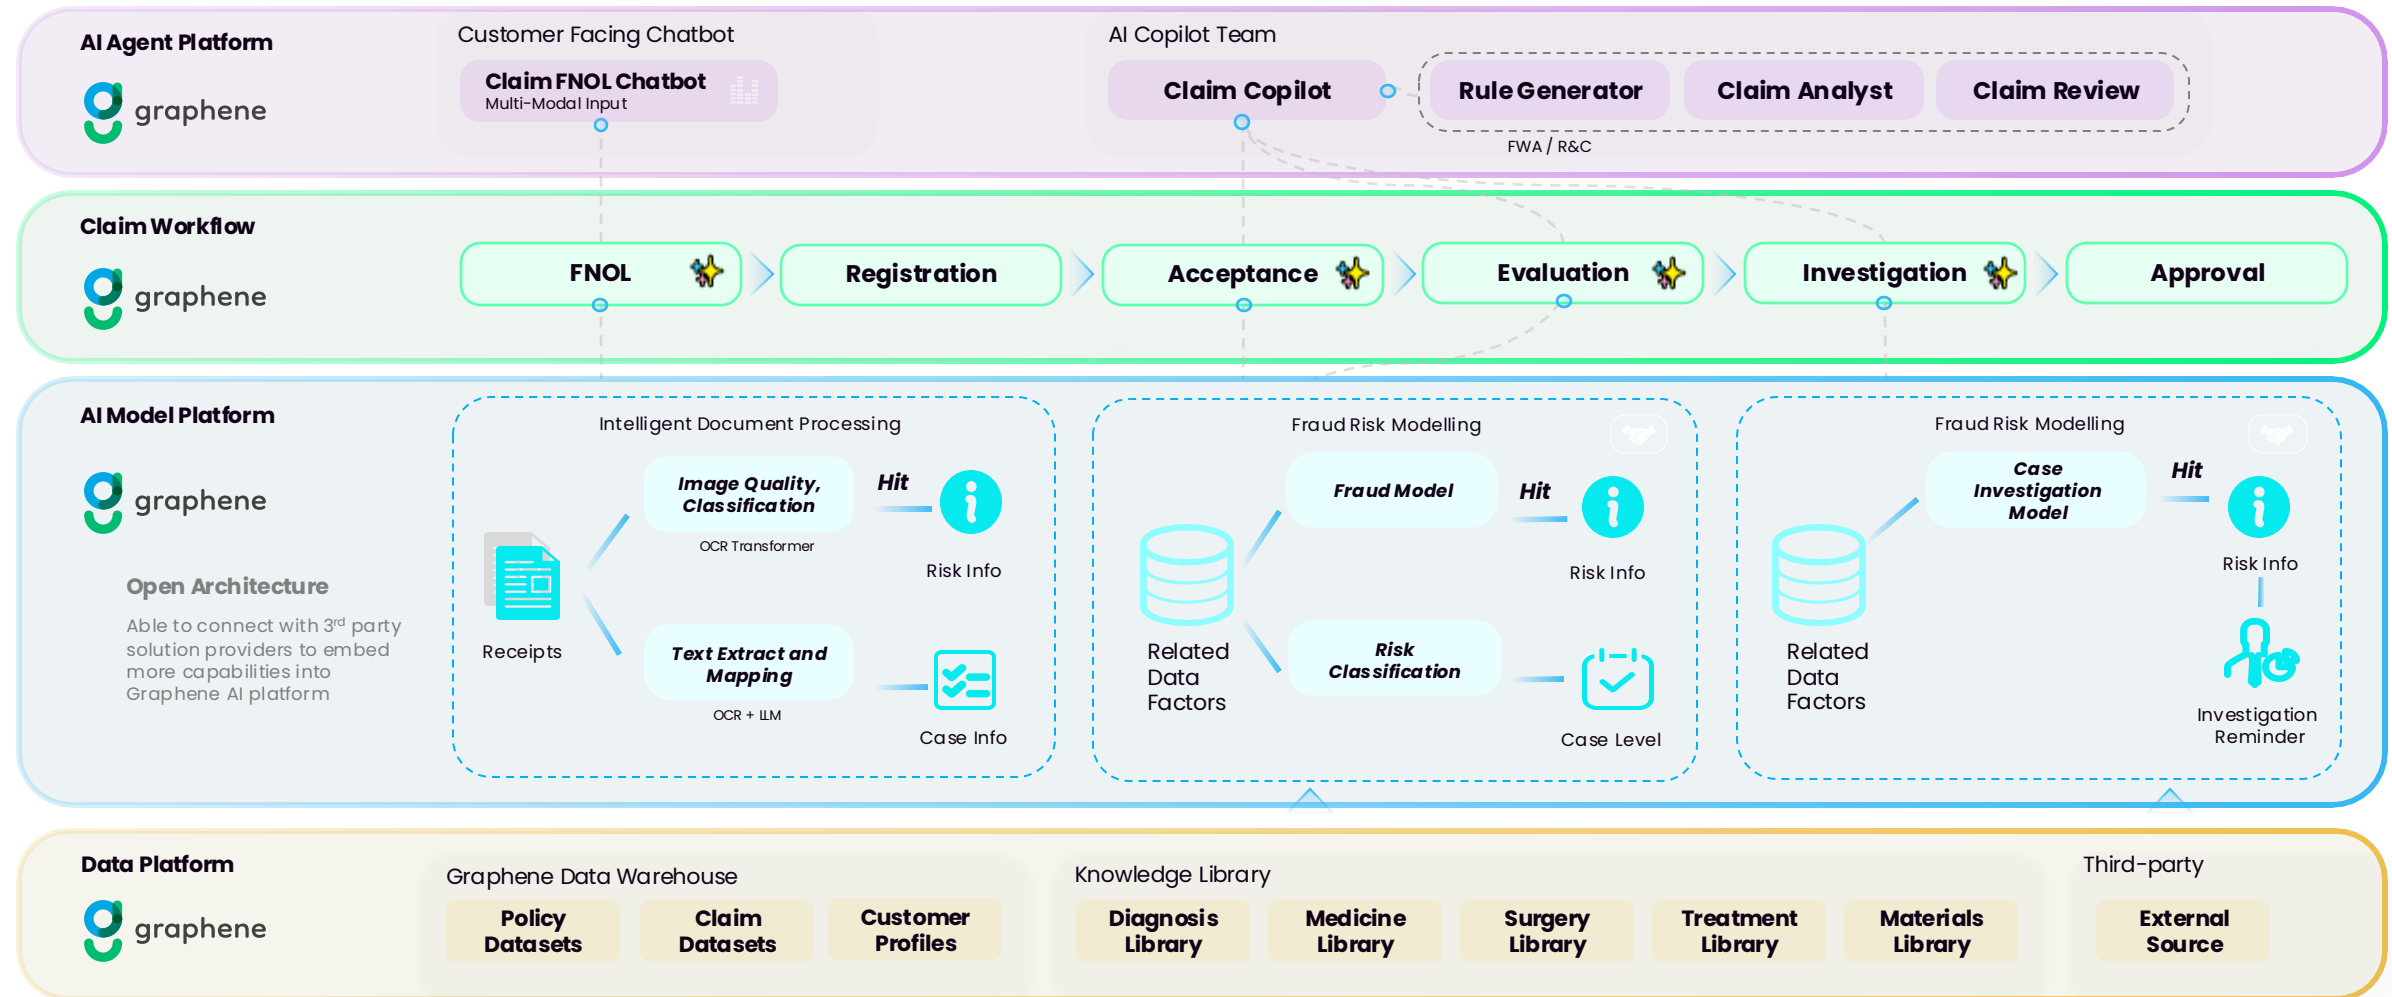 AI Agent Platform
graphene
Customer Facing Chatbot
Claim FNOL Chatbot
Multi-Modal Input
AI Copilot Team
Claim Copilot
Rule Generator
Claim Analyst
Claim Review
FWA / R&C
Claim Workflow
graphene
FNOL
Registration
Acceptance
Evaluation
Investigation
Approval
AI Model Platform
graphene
Open Architecture
Able to connect with 3rd party
solution providers to embed
more capabilities into
Graphene AI platform
Intelligent Document Processing
Receipts
Image Quality,
Classification
OCR Transformer
Hit
Risk Info
Text Extract and
Mapping
OCR + LLM
Case Info
Fraud Risk Modelling
Related
Data
Factors
Fraud Model
Hit
Risk Info
Risk
Classification
Case Level
Fraud Risk Modelling
Related
Data
Factors
Case
Investigation
Model
Hit
Risk Info
Investigation
Reminder
Data Platform
graphene
Graphene Data Warehouse
Policy
Datasets
Claim
Datasets
Customer
Profiles
Knowledge Library
Diagnosis
Library
Medicine
Library
Surgery
Library
Treatment
Library
Materials
Library
Third-party
External
Source